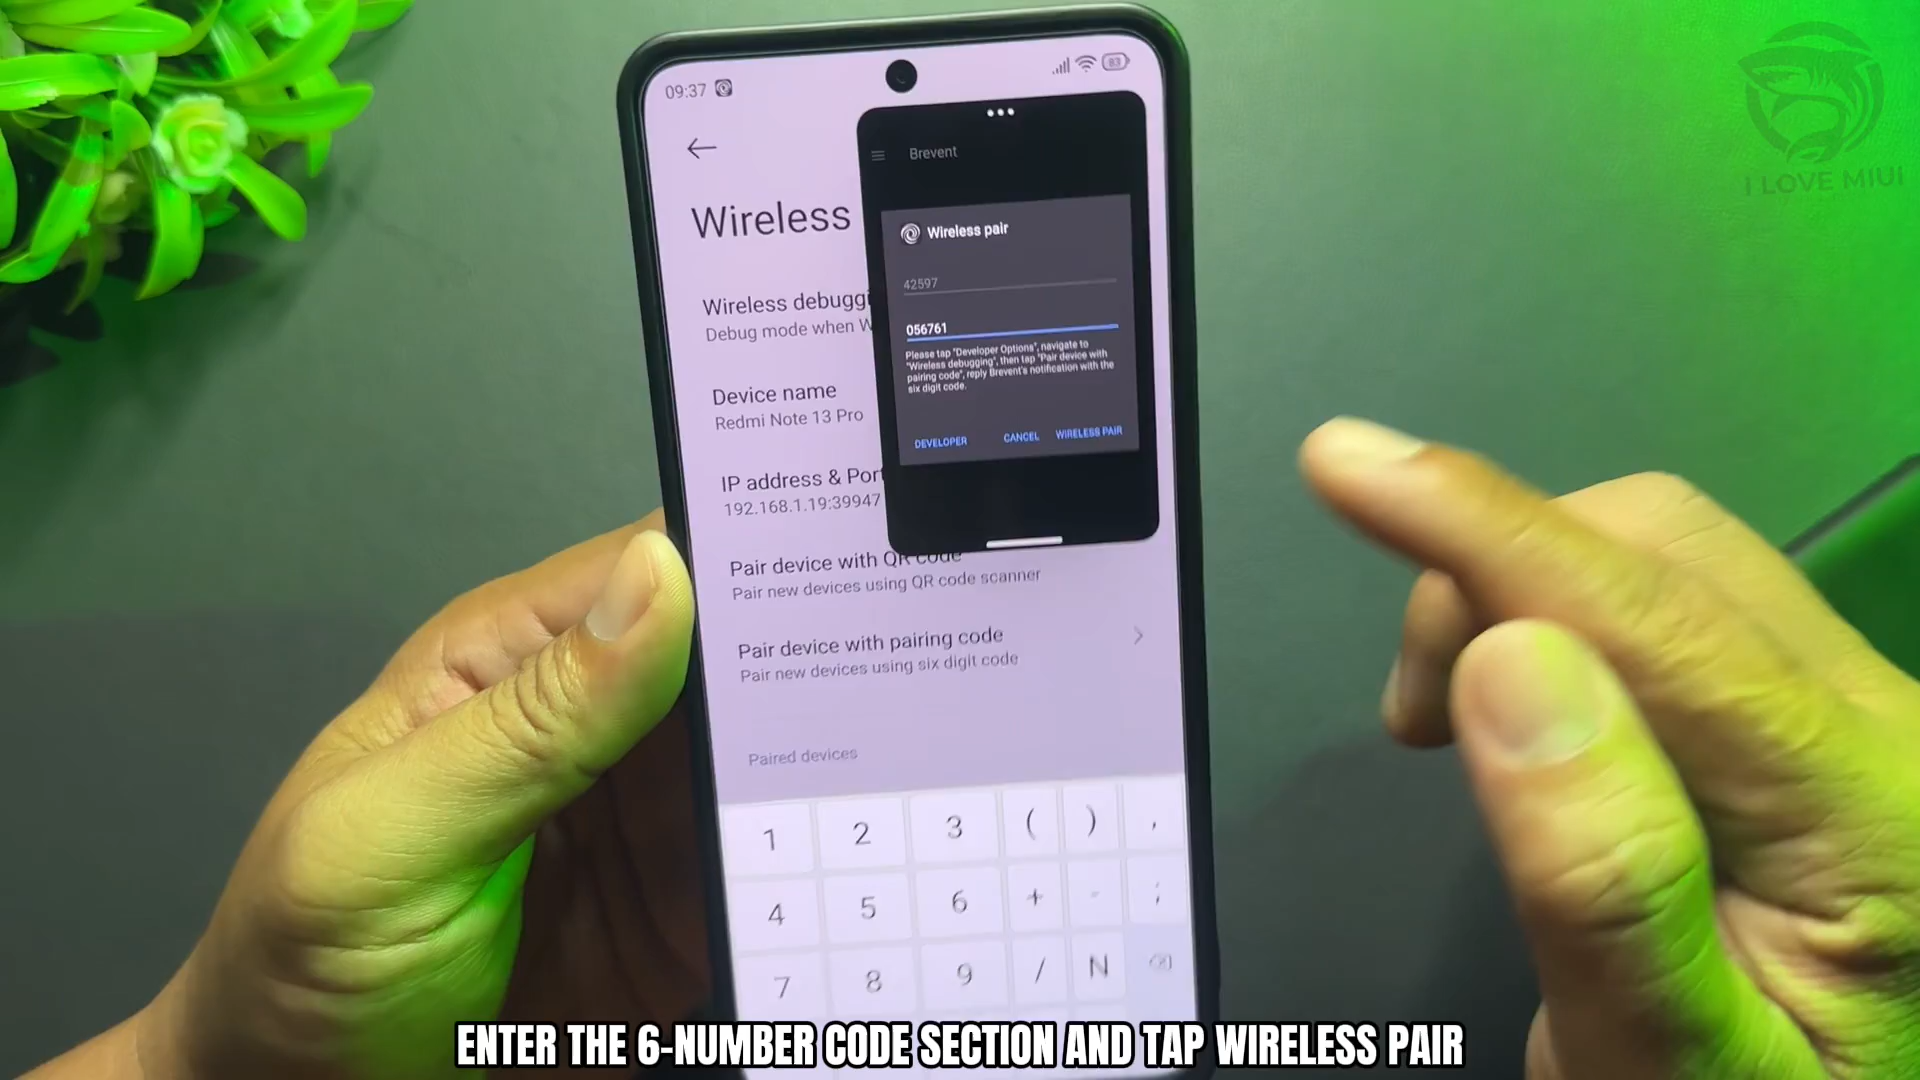 09:37
83
Wireless
Wireless debuggi
Debug mode when W
Device name
Redmi Note 13 Pro
IP address & Port
192.168.1.19:39947
Pair device with QR code
Pair new devices using QR code scanner
Pair device with pairing code
Pair new devices using six digit code
Paired devices
Brevent
Wireless pair
42597
056761
Please tap "Developer Options", navigate to
"Wireless debugging", then tap "Pair device with
pairing code", reply Brevent's notification with the
six digit code.
DEVELOPER CANCEL WIRELESS PAIR
1 2 3 ( ) ,
4 5 6 + - ;
7 8 9 / N
I LOVE MIUI
ENTER THE 6-NUMBER CODE SECTION AND TAP WIRELESS PAIR